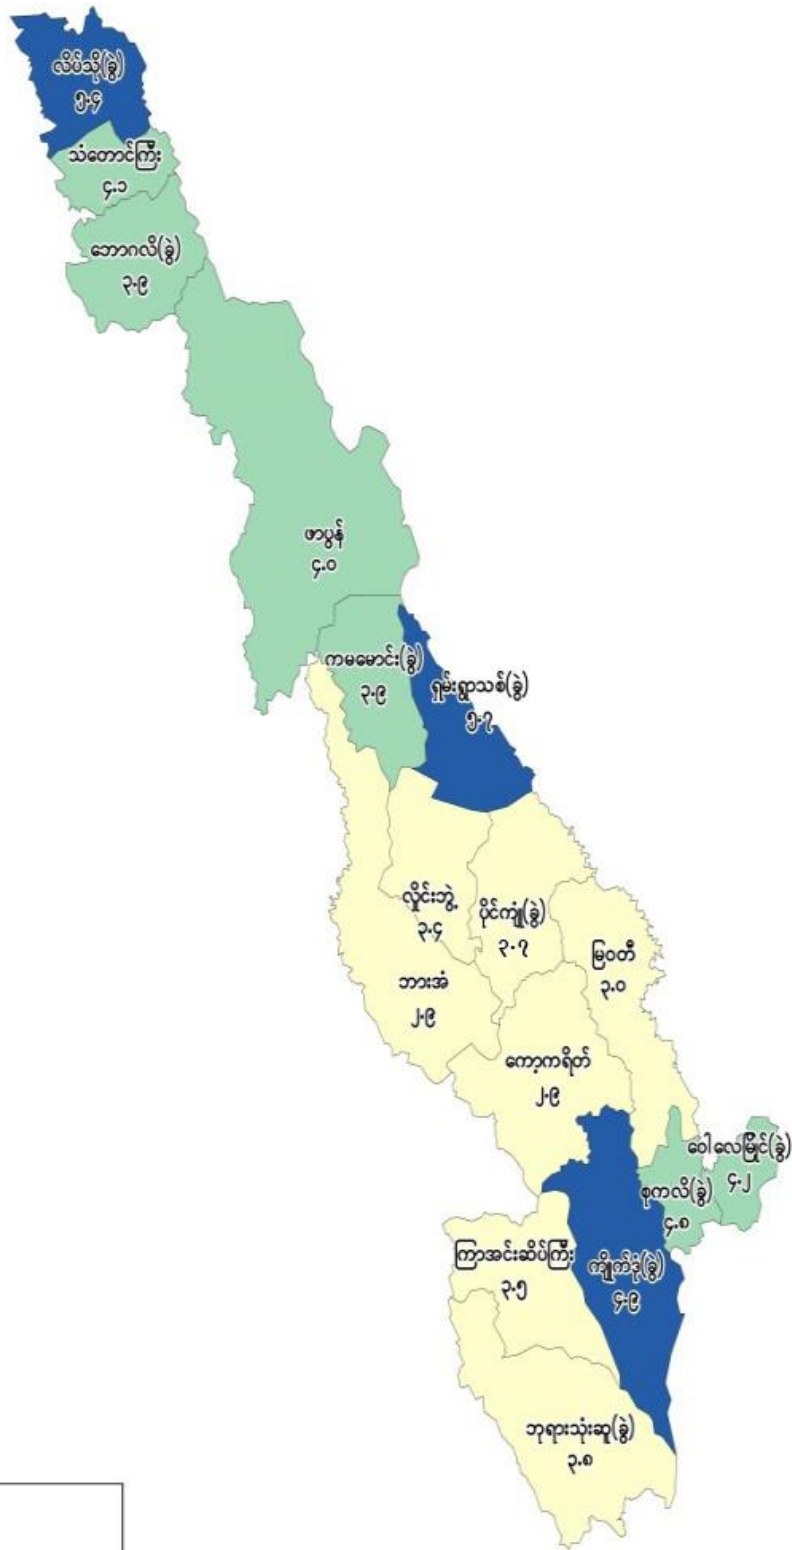 လိပ်သို(ခွဲ)
၅.၄
သံတောင်ကြီး
၄.၁
ဘောဂလိ(ခွဲ)
၃.၉
ဖာပွန်
၄.၀
ကမမောင်း(ခွဲ)
၃.၉
ရှမ်းရွာသစ်(ခွဲ)
၅.၇
လှိုင်းဘွဲ့
၃.၄
ပိုင်ကျုံ(ခွဲ)
၃.၇
မြဝတီ
၃.၀
ဘားအံ
၂.၉
ကော့ကရိတ်
၂.၉
ဝေါလေမြိုင်(ခွဲ)
၄.၂
စုကလိ(ခွဲ)
၄.၈
ကြာအင်းဆိပ်ကြီး
၃.၅
ကျိုက်ဒုံ(ခွဲ)
၄.၉
ဘုရားသုံးဆူ(ခွဲ)
၃.၈